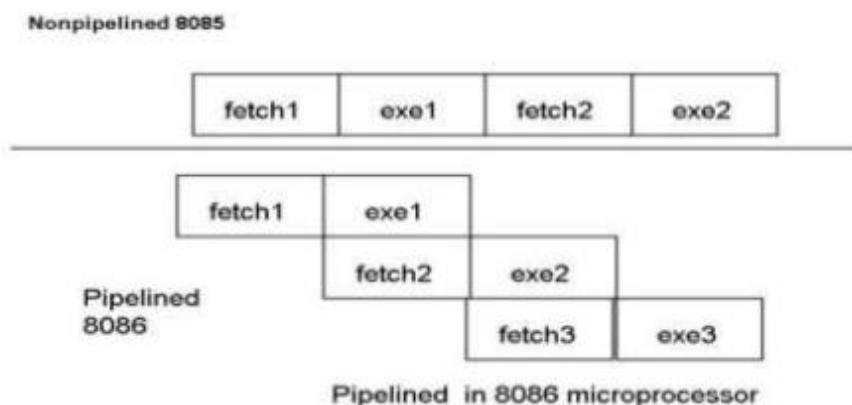 Nonpipelined 8085
fetch1 exe1 fetch2 exe2
fetch1 exe1
fetch2 exe2
Pipelined
8086
fetch3 exe3
Pipelined in 8086 microprocessor